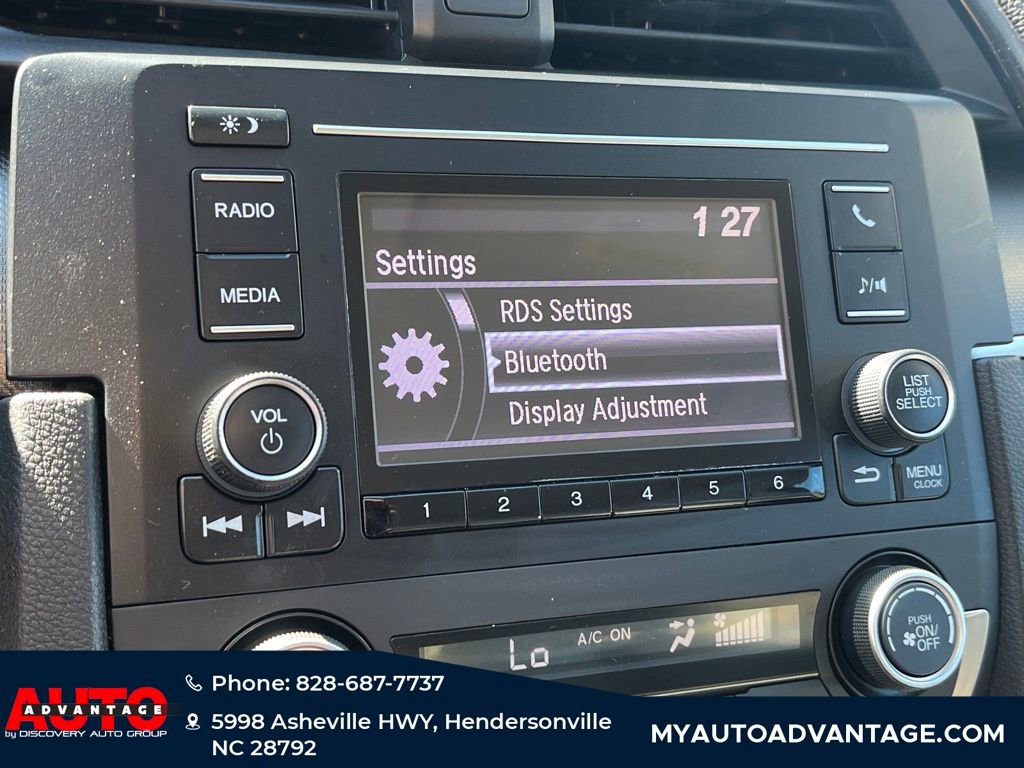 RADIO
MEDIA
1 27
Settings
RDS Settings
Bluetooth
Display Adjustment
VOL
LIST
PUSH
SELECT
MENU
CLOCK
1 2 3 4 5 6
Lo
A/C ON
PUSH
ON/
OFF
AUTO
ADVANTAGE
by DISCOVERY AUTO GROUP
Phone: 828-687-7737
5998 Asheville HWY, Hendersonville
NC 28792
MYAUTOADVANTAGE.COM